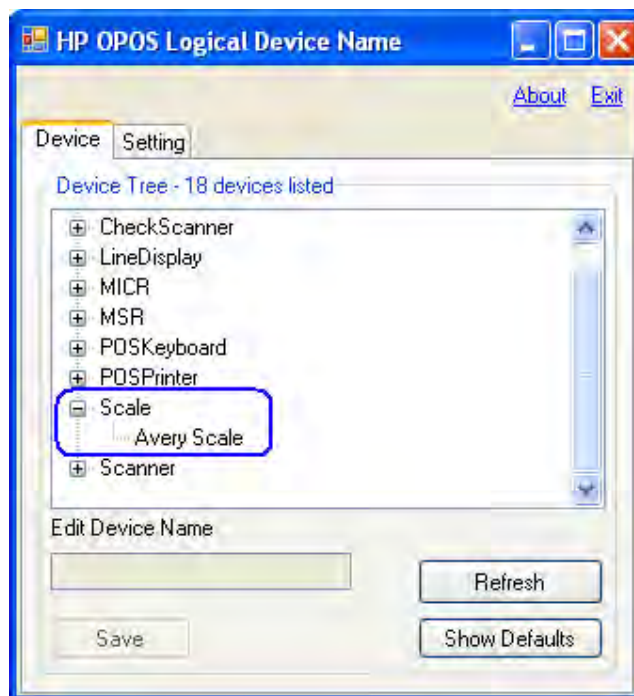 HP OPOS Logical Device Name
About Exit
Device Setting
Device Tree - 18 devices listed
CheckScanner
LineDisplay
MICR
MSR
POSKeyboard
POSPrinter
Scale
Avery Scale
Scanner
Edit Device Name
Refresh
Save Show Defaults